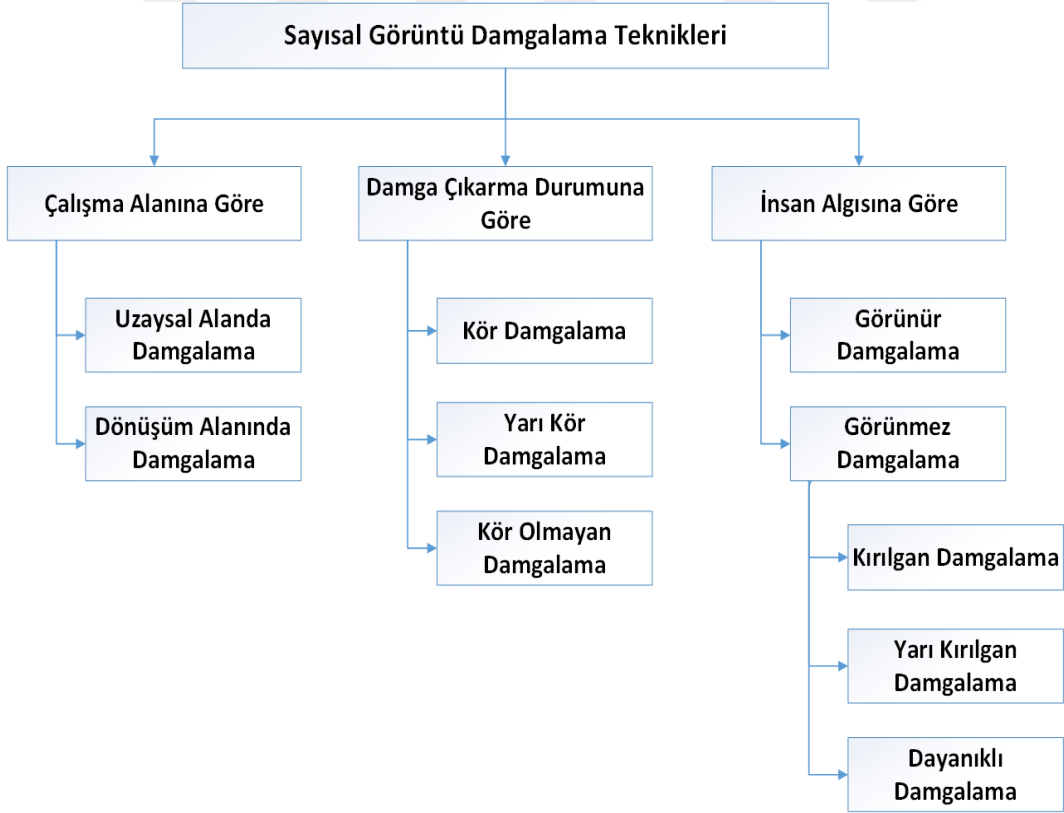 Sayısal Görüntü Damgalama Teknikleri
Çalışma Alanına Göre
Uzaysal Alanda
Damgalama
Dönüşüm Alanında
Damgalama
Damga Çıkarma Durumuna
Göre
Kör Damgalama
Yarı Kör
Damgalama
Kör Olmayan
Damgalama
İnsan Algısına Göre
Görünür
Damgalama
Görünmez
Damgalama
Kırılgan Damgalama
Yarı Kırılgan
Damgalama
Dayanıklı
Damgalama